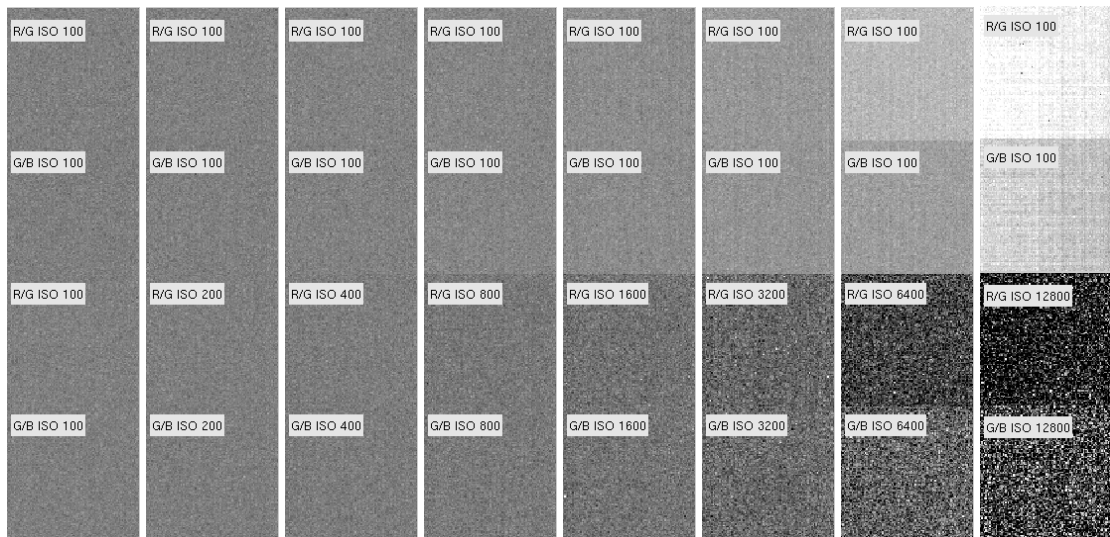 R/G ISO 100 R/G ISO 100 R/G ISO 100 R/G ISO 100 R/G ISO 100 R/G ISO 100 R/G ISO 100 R/G ISO 100
G/B ISO 100 G/B ISO 100 G/B ISO 100 G/B ISO 100 G/B ISO 100 G/B ISO 100 G/B ISO 100 G/B ISO 100
R/G ISO 100 R/G ISO 200 R/G ISO 400 R/G ISO 800 R/G ISO 1600 R/G ISO 3200 R/G ISO 6400 R/G ISO 12800
G/B ISO 100 G/B ISO 200 G/B ISO 400 G/B ISO 800 G/B ISO 1600 G/B ISO 3200 G/B ISO 6400 G/B ISO 12800